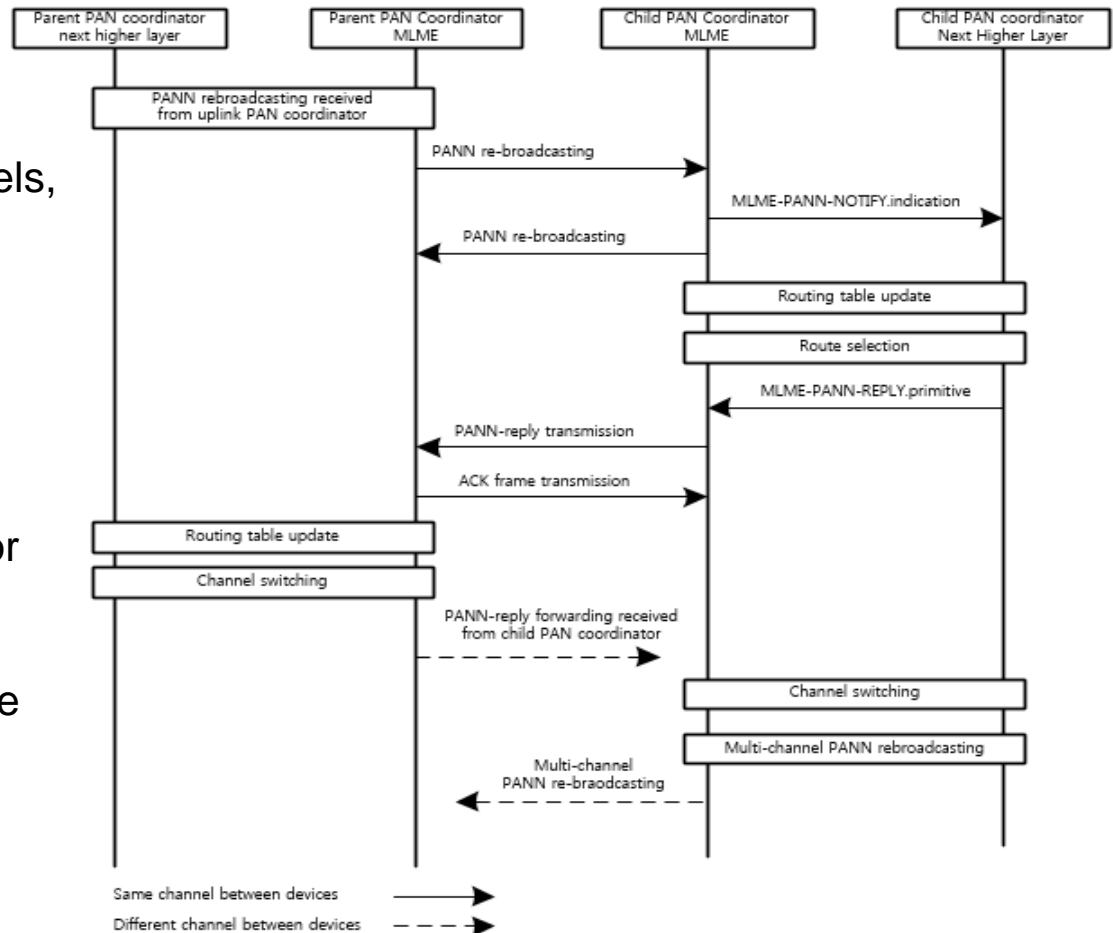 Parent PAN coordinator
next higher layer
Parent PAN Coordinator
MLME
Child PAN Coordinator
MLME
Child PAN coordinator
Next Higher Layer
PANN rebroadcasting received
from uplink PAN coordinator
els,
PANN re-broadcasting
MLME-PANN-NOTIFY.indication
PANN re-broadcasting
Routing table update
Route selection
MLME-PANN-REPLY.primitive
PANN-reply transmission
ACK frame transmission
or
Routing table update
Channel switching
PANN-reply forwarding received
from child PAN coordinator
e
Channel switching
Multi-channel PANN rebroadcasting
Multi-channel
PANN re-braodcasting
Same channel between devices
Different channel between devices